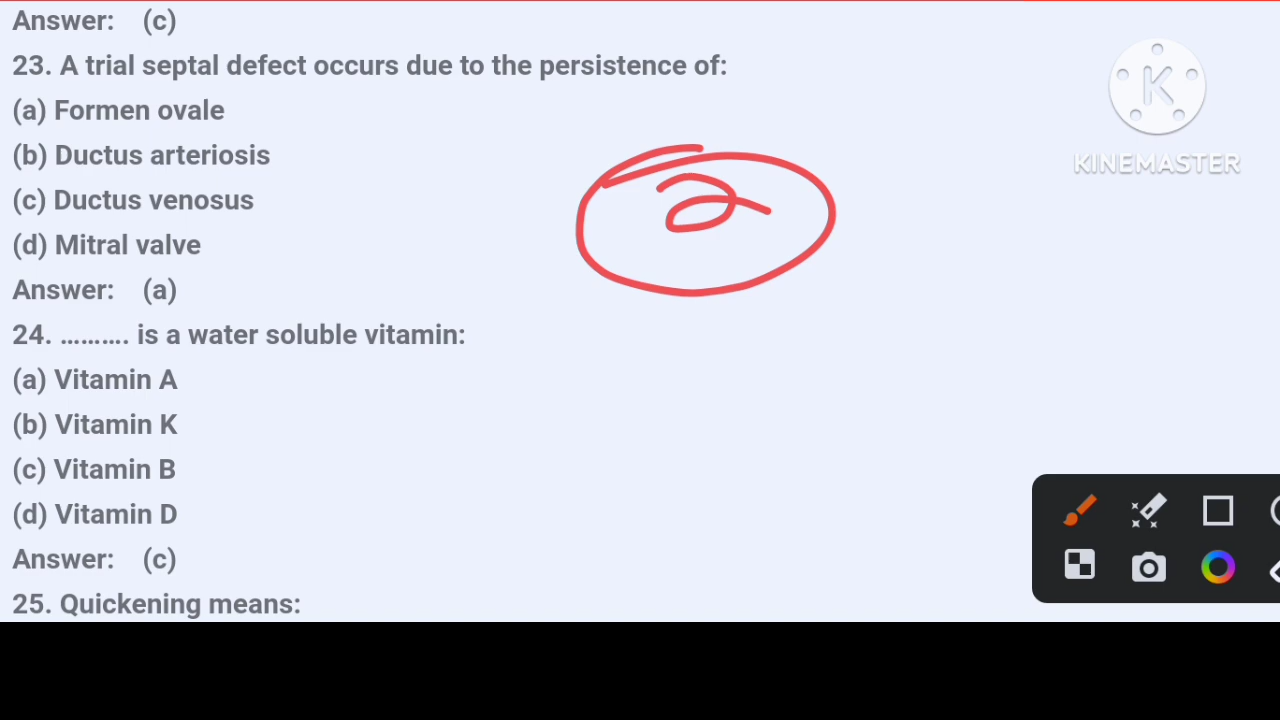 Answer: (c)
23. A trial septal defect occurs due to the persistence of:
(a) Formen ovale
(b) Ductus arteriosis
(c) Ductus venosus
(d) Mitral valve
Answer: (a)
24. ………. is a water soluble vitamin:
(a) Vitamin A
(b) Vitamin K
(c) Vitamin B
(d) Vitamin D
Answer: (c)
25. Quickening means:
K
KINEMASTER